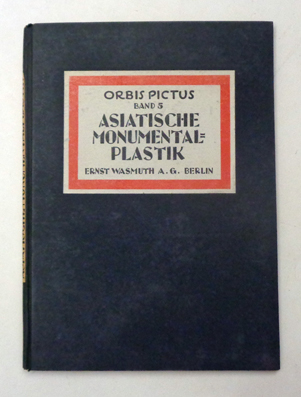 ORBIS PICTUS
BAND 5
ASIATISCHE
MONUMENTAL=
PLASTIK
ERNST WASMUTH A. G. BERLIN